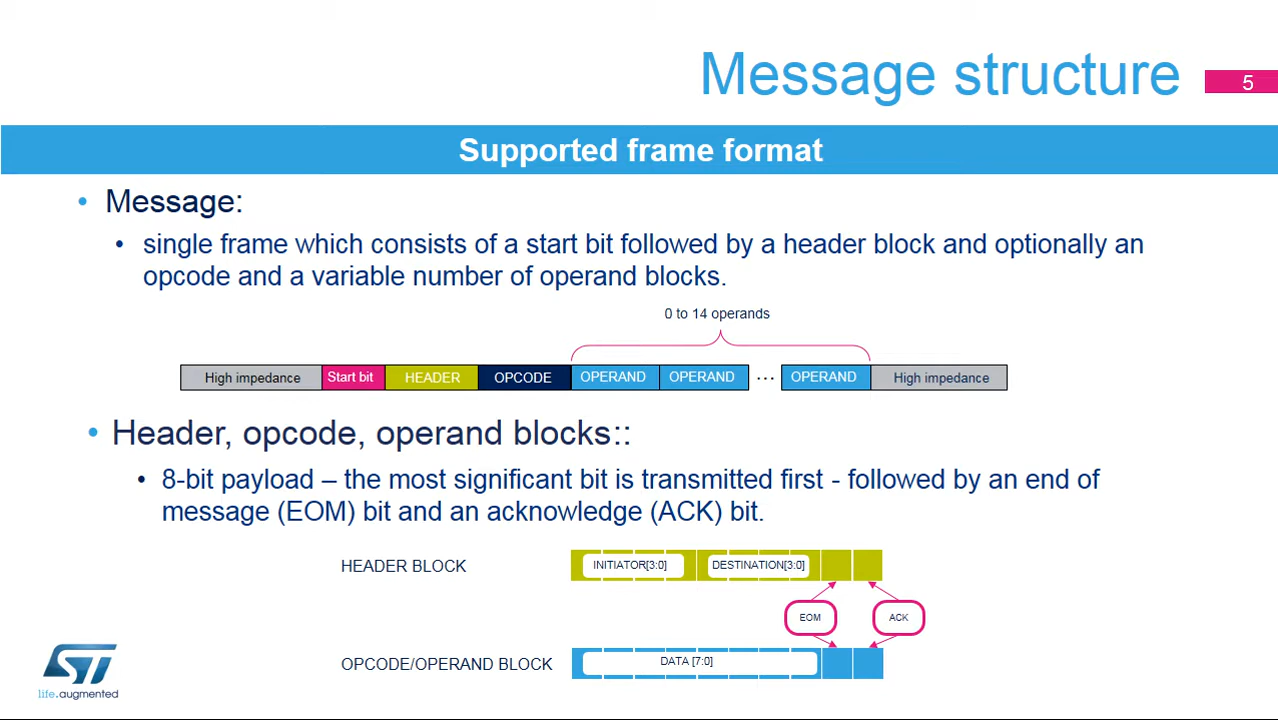 Message structure
5
Supported frame format
• Message:
• single frame which consists of a start bit followed by a header block and optionally an
opcode and a variable number of operand blocks.
0 to 14 operands
High impedance Start bit HEADER OPCODE OPERAND OPERAND ... OPERAND High impedance
• Header, opcode, operand blocks::
• 8-bit payload – the most significant bit is transmitted first - followed by an end of
message (EOM) bit and an acknowledge (ACK) bit.
HEADER BLOCK INITIATOR[3:0] DESTINATION[3:0]
EOM ACK
OPCODE/OPERAND BLOCK DATA [7:0]
ST
life.augmented